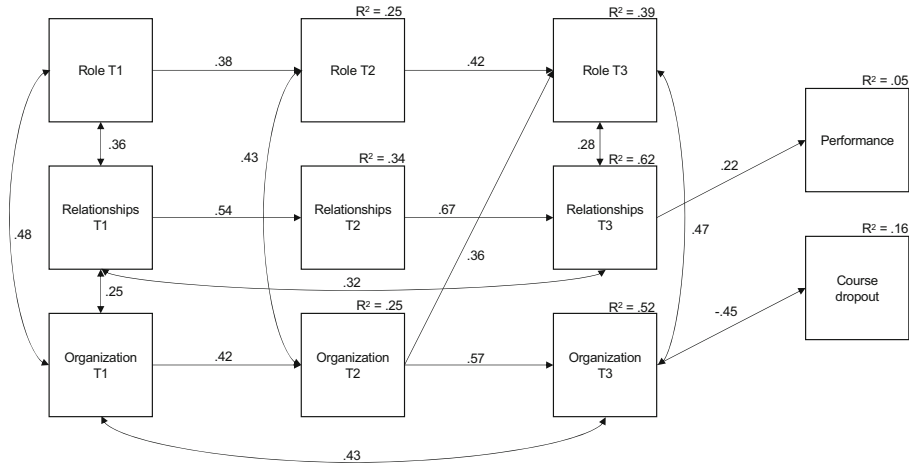 R² = .25
R² = .39
Role T1
.38
Role T2
.42
Role T3
R² = .05
Performance
.36
.43
R² = .34
.28
R² = .62
.22
Relationships
T1
.54
Relationships
T2
.67
Relationships
T3
.48
.47
R² = .16
.36
.32
Course
dropout
.25
R² = .25
R² = .52
-.45
Organization
T1
.42
Organization
T2
.57
Organization
T3
.43